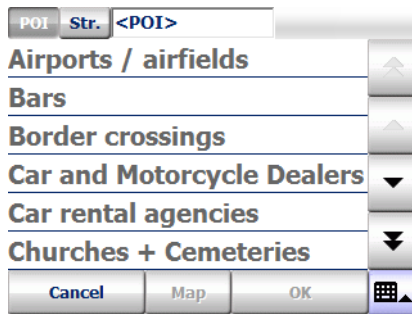 POI Str. <POI>
Airports / airfields
Bars
Border crossings
Car and Motorcycle Dealers
Car rental agencies
Churches + Cemeteries
Cancel Map OK